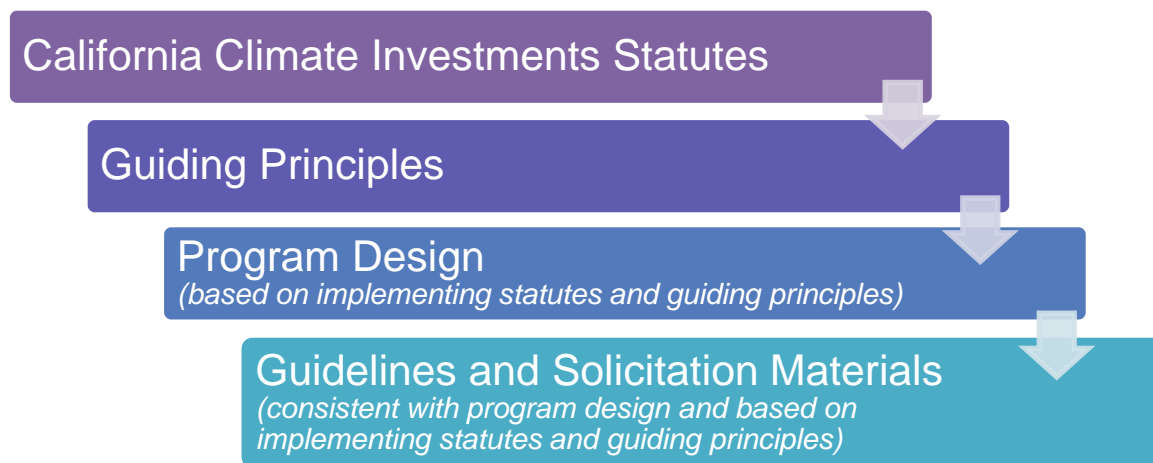 California Climate Investments Statutes
Guiding Principles
Program Design
(based on implementing statutes and guiding principles)
Guidelines and Solicitation Materials
(consistent with program design and based on
implementing statutes and guiding principles)